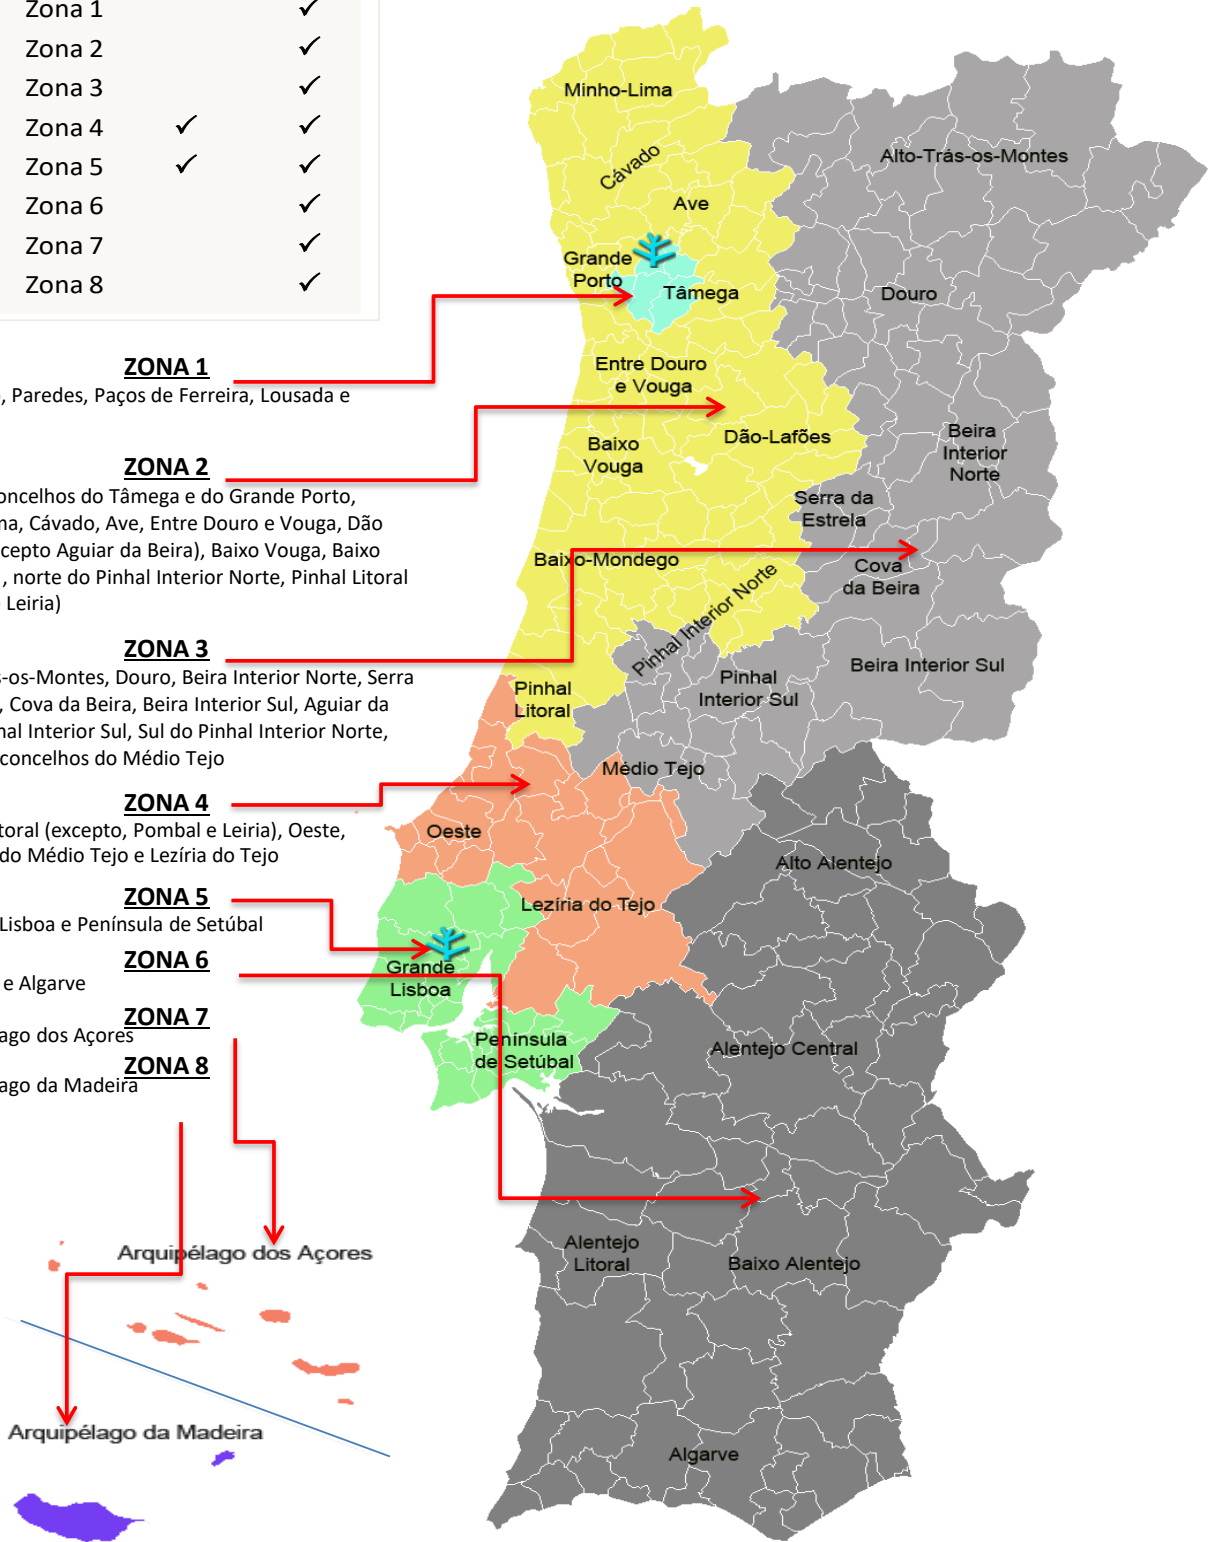 Zona 1 ✓
Zona 2 ✓
Zona 3 ✓
Zona 4 ✓ ✓
Zona 5 ✓ ✓
Zona 6 ✓
Zona 7 ✓
Zona 8 ✓
ZONA 1
, Paredes, Paços de Ferreira, Lousada e
ZONA 2
oncelhos do Tâmega e do Grande Porto,
na, Cávado, Ave, Entre Douro e Vouga, Dão
cepto Aguiar da Beira), Baixo Vouga, Baixo
, norte do Pinhal Interior Norte, Pinhal Litoral
Leiria)
ZONA 3
s-os-Montes, Douro, Beira Interior Norte, Serra
, Cova da Beira, Beira Interior Sul, Aguiar da
nal Interior Sul, Sul do Pinhal Interior Norte,
concelhos do Médio Tejo
ZONA 4
toral (excepto, Pombal e Leiria), Oeste,
do Médio Tejo e Lezíria do Tejo
ZONA 5
Lisboa e Península de Setúbal
ZONA 6
e Algarve
ZONA 7
ago dos Açores
ZONA 8
ago da Madeira
Minho-Lima
Cávado
Alto-Trás-os-Montes
Ave
Grande
Porto
Tâmega
Douro
Entre Douro
e Vouga
Dão-Lafões
Baixo
Vouga
Beira
Interior
Norte
Serra da
Estrela
Baixo-Mondego
Cova
da Beira
Pinhal Interior Norte
Beira Interior Sul
Pinhal
Litoral
Pinhal
Interior Sul
Médio Tejo
Oeste
Alto Alentejo
Lezíria do Tejo
Grande
Lisboa
Península
de Setúbal
Alentejo Central
Alentejo
Litoral
Baixo Alentejo
Algarve
Arquipélago dos Açores
Arquipélago da Madeira